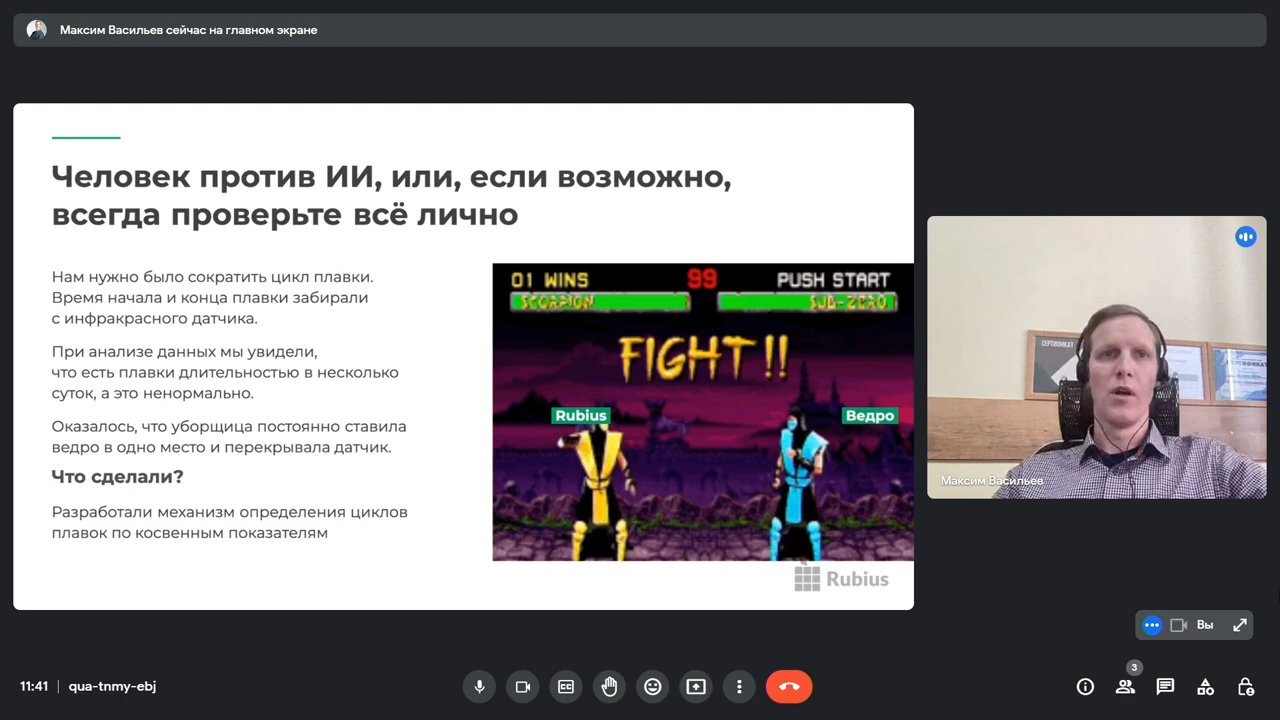 Максим Васильев сейчас на главном экране
Человек против ИИ, или, если возможно,
всегда проверьте всё лично
Нам нужно было сократить цикл плавки.
Время начала и конца плавки забирали
с инфракрасного датчика.
При анализе данных мы увидели,
что есть плавки длительностью в несколько
суток, а это ненормально.
Оказалось, что уборщица постоянно ставила
ведро в одно место и перекрывала датчик.
Что сделали?
Разработали механизм определения циклов
плавок по косвенным показателям
01 WINS
99
PUSH START
SCORPION
SUB-ZERO
FIGHT!!
Rubius
Ведро
Rubius
СЕРТИФИКАТ
СЕРТИФИКАТ
Максим Васильев
Вы
11:41
qua-tnmy-ebj
3